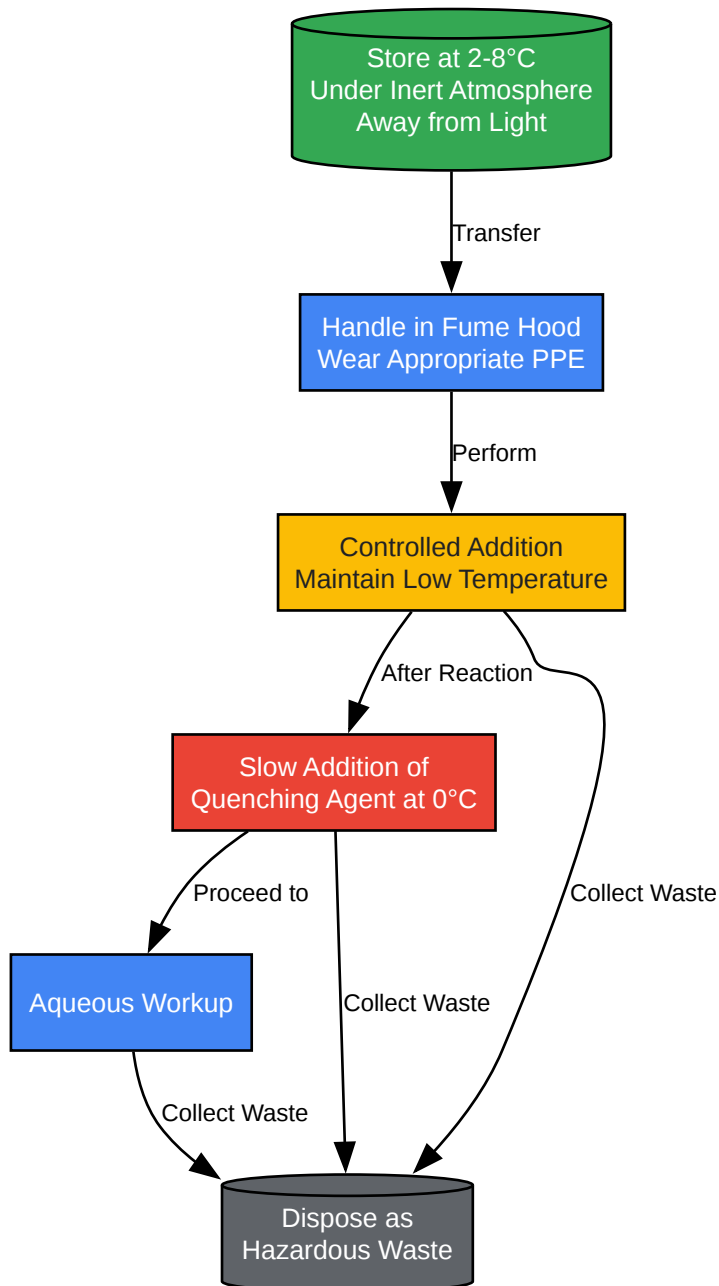 Store at 2-8°C
Under Inert Atmosphere
Away from Light
Transfer
Handle in Fume Hood
Wear Appropriate PPE
Perform
Controlled Addition
Maintain Low Temperature
After Reaction
Slow Addition of
Quenching Agent at 0°C
Proceed to
Collect Waste
Aqueous Workup
Collect Waste
Collect Waste
Dispose as
Hazardous Waste